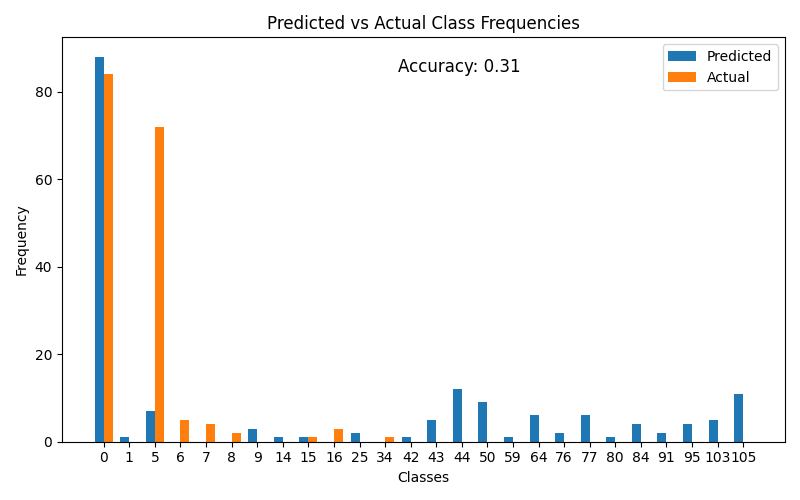 Predicted vs Actual Class Frequencies
Accuracy: 0.31
Predicted
Actual
Frequency
80
60
40
20
0
0 1 5 6 7 8 9 14 15 16 25 34 42 43 44 50 59 64 76 77 80 84 91 95 103 105
Classes